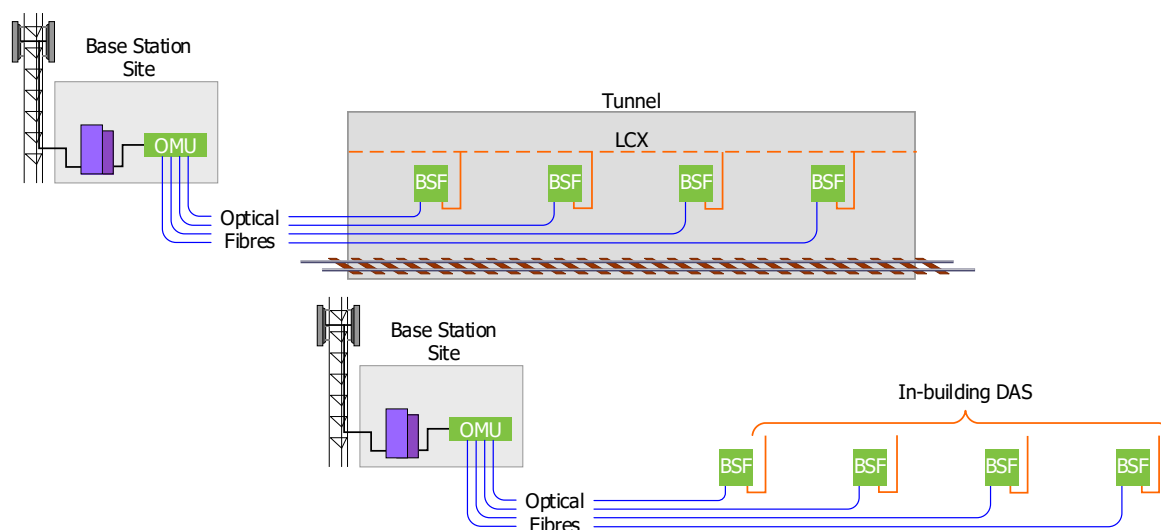 Base Station
Site
OMU
Tunnel
LCX
BSF BSF BSF BSF
Optical
Fibres
Base Station
Site
OMU
In-building DAS
BSF BSF BSF BSF
Optical
Fibres